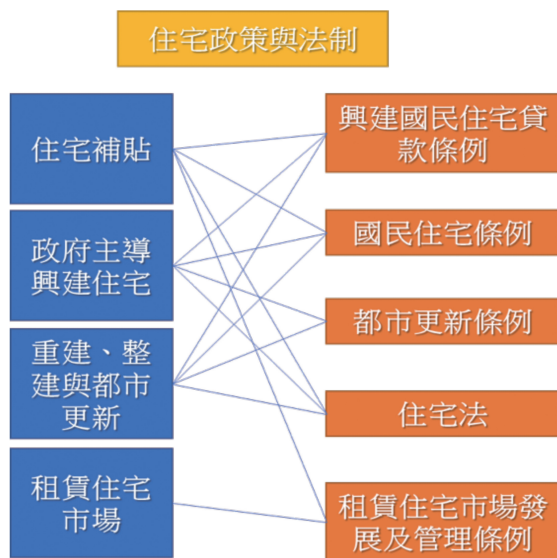 住宅政策與法制
住宅補貼
政府主導
興建住宅
重建、整
建與都市
更新
租賃住宅
市場
興建國民住宅貸
款條例
國民住宅條例
都市更新條例
住宅法
租賃住宅市場發
展及管理條例